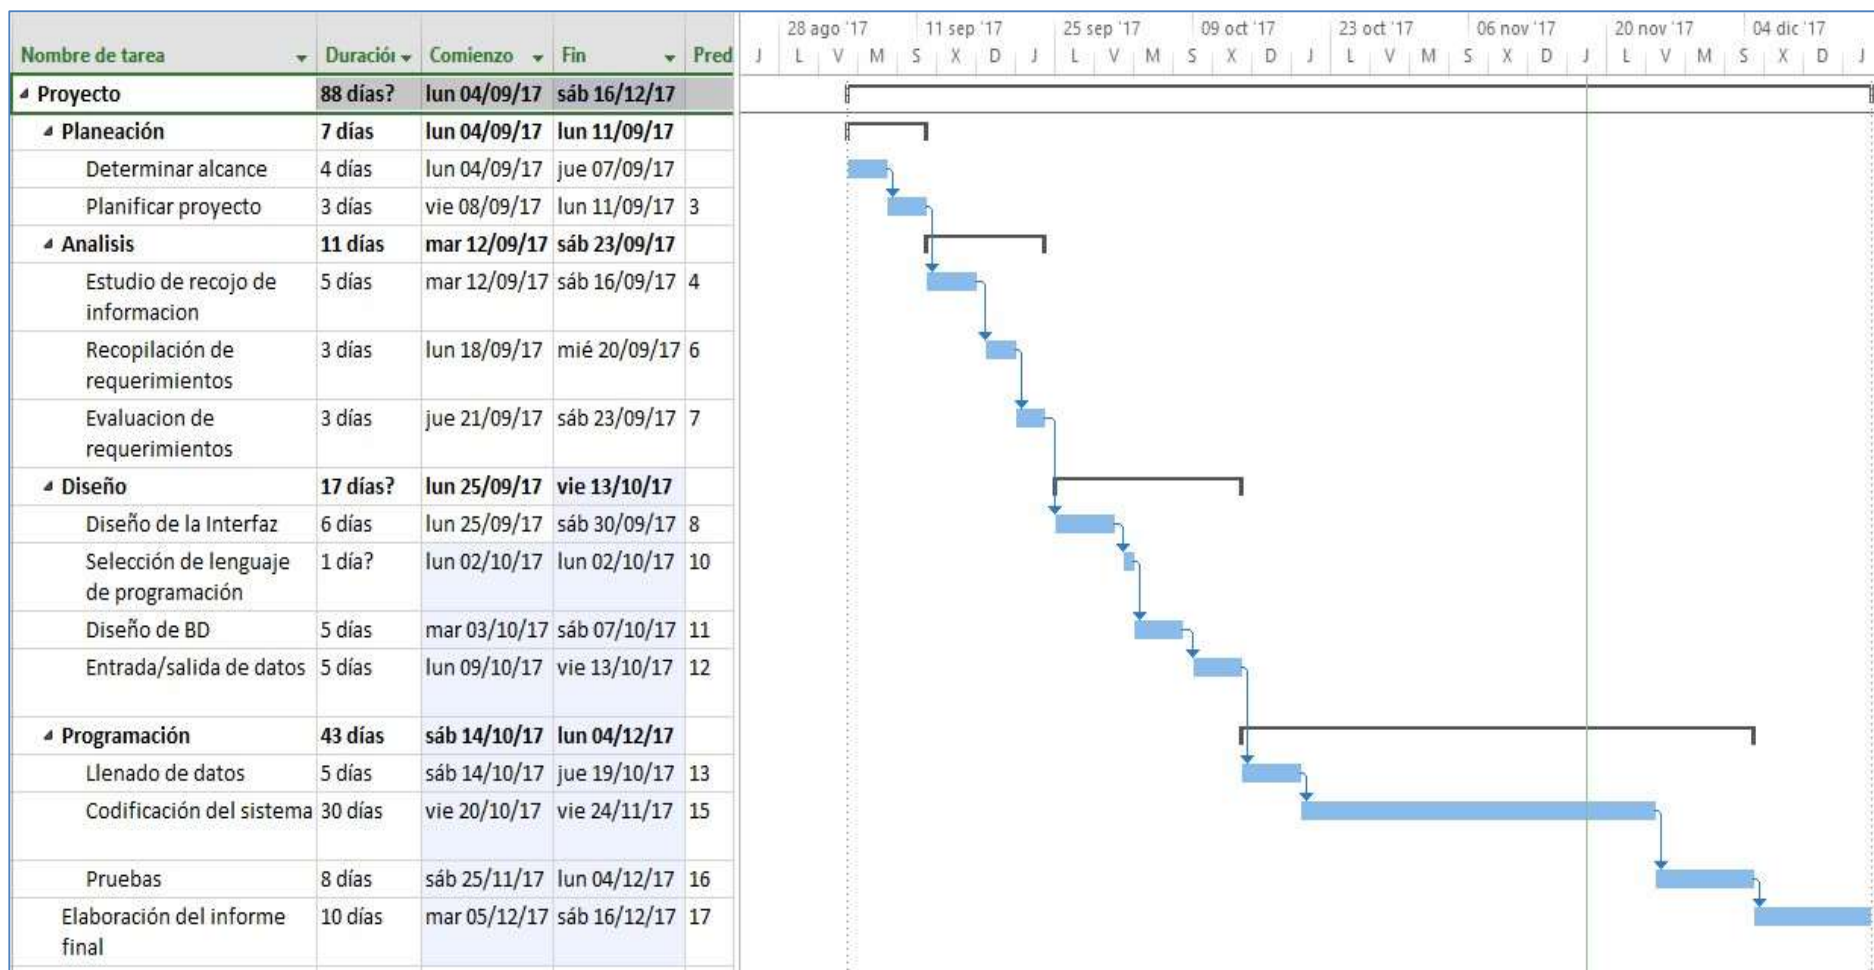 28 ago '17 11 sep '17 25 sep '17 09 oct '17 23 oct '17 06 nov '17 20 nov '17 04 dic '17
Nombre de tarea Duración Comienzo Fin Pred J L V M S X D J L V M S X D J L V M S X D J L V M S X D J
Proyecto 88 días? lun 04/09/17 sáb 16/12/17
Planeación 7 días lun 04/09/17 lun 11/09/17
Determinar alcance 4 días lun 04/09/17 jue 07/09/17
Planificar proyecto 3 días vie 08/09/17 lun 11/09/17 3
Analisis 11 días mar 12/09/17 sáb 23/09/17
Estudio de recojo de 5 días mar 12/09/17 sáb 16/09/17 4
informacion
Recopilación de 3 días lun 18/09/17 mié 20/09/17 6
requerimientos
Evaluacion de 3 días jue 21/09/17 sáb 23/09/17 7
requerimientos
Diseño 17 días? lun 25/09/17 vie 13/10/17
Diseño de la Interfaz 6 días lun 25/09/17 sáb 30/09/17 8
Selección de lenguaje 1 día? lun 02/10/17 lun 02/10/17 10
de programación
Diseño de BD 5 días mar 03/10/17 sáb 07/10/17 11
Entrada/salida de datos 5 días lun 09/10/17 vie 13/10/17 12
Programación 43 días sáb 14/10/17 lun 04/12/17
Llenado de datos 5 días sáb 14/10/17 jue 19/10/17 13
Codificación del sistema 30 días vie 20/10/17 vie 24/11/17 15
Pruebas 8 días sáb 25/11/17 lun 04/12/17 16
Elaboración del informe 10 días mar 05/12/17 sáb 16/12/17 17
final